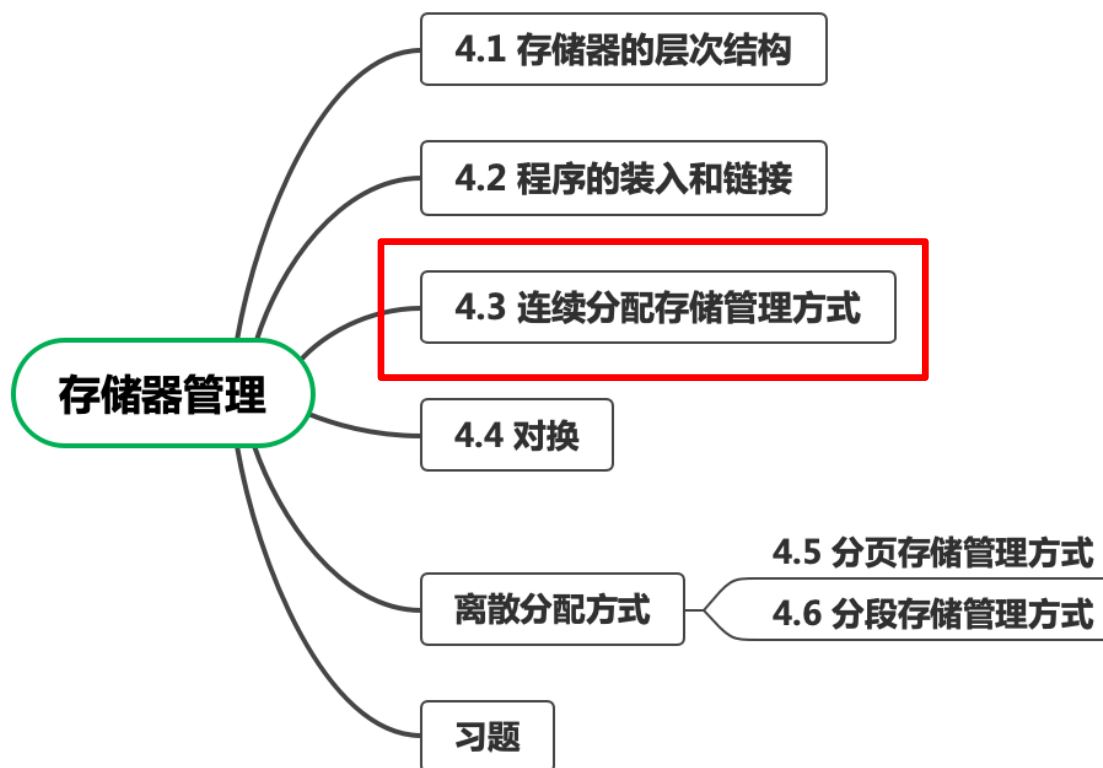 4.1 存储器的层次结构
4.2 程序的装入和链接
4.3 连续分配存储管理方式
存储器管理
4.4 对换
离散分配方式
4.5 分页存储管理方式
4.6 分段存储管理方式
习题